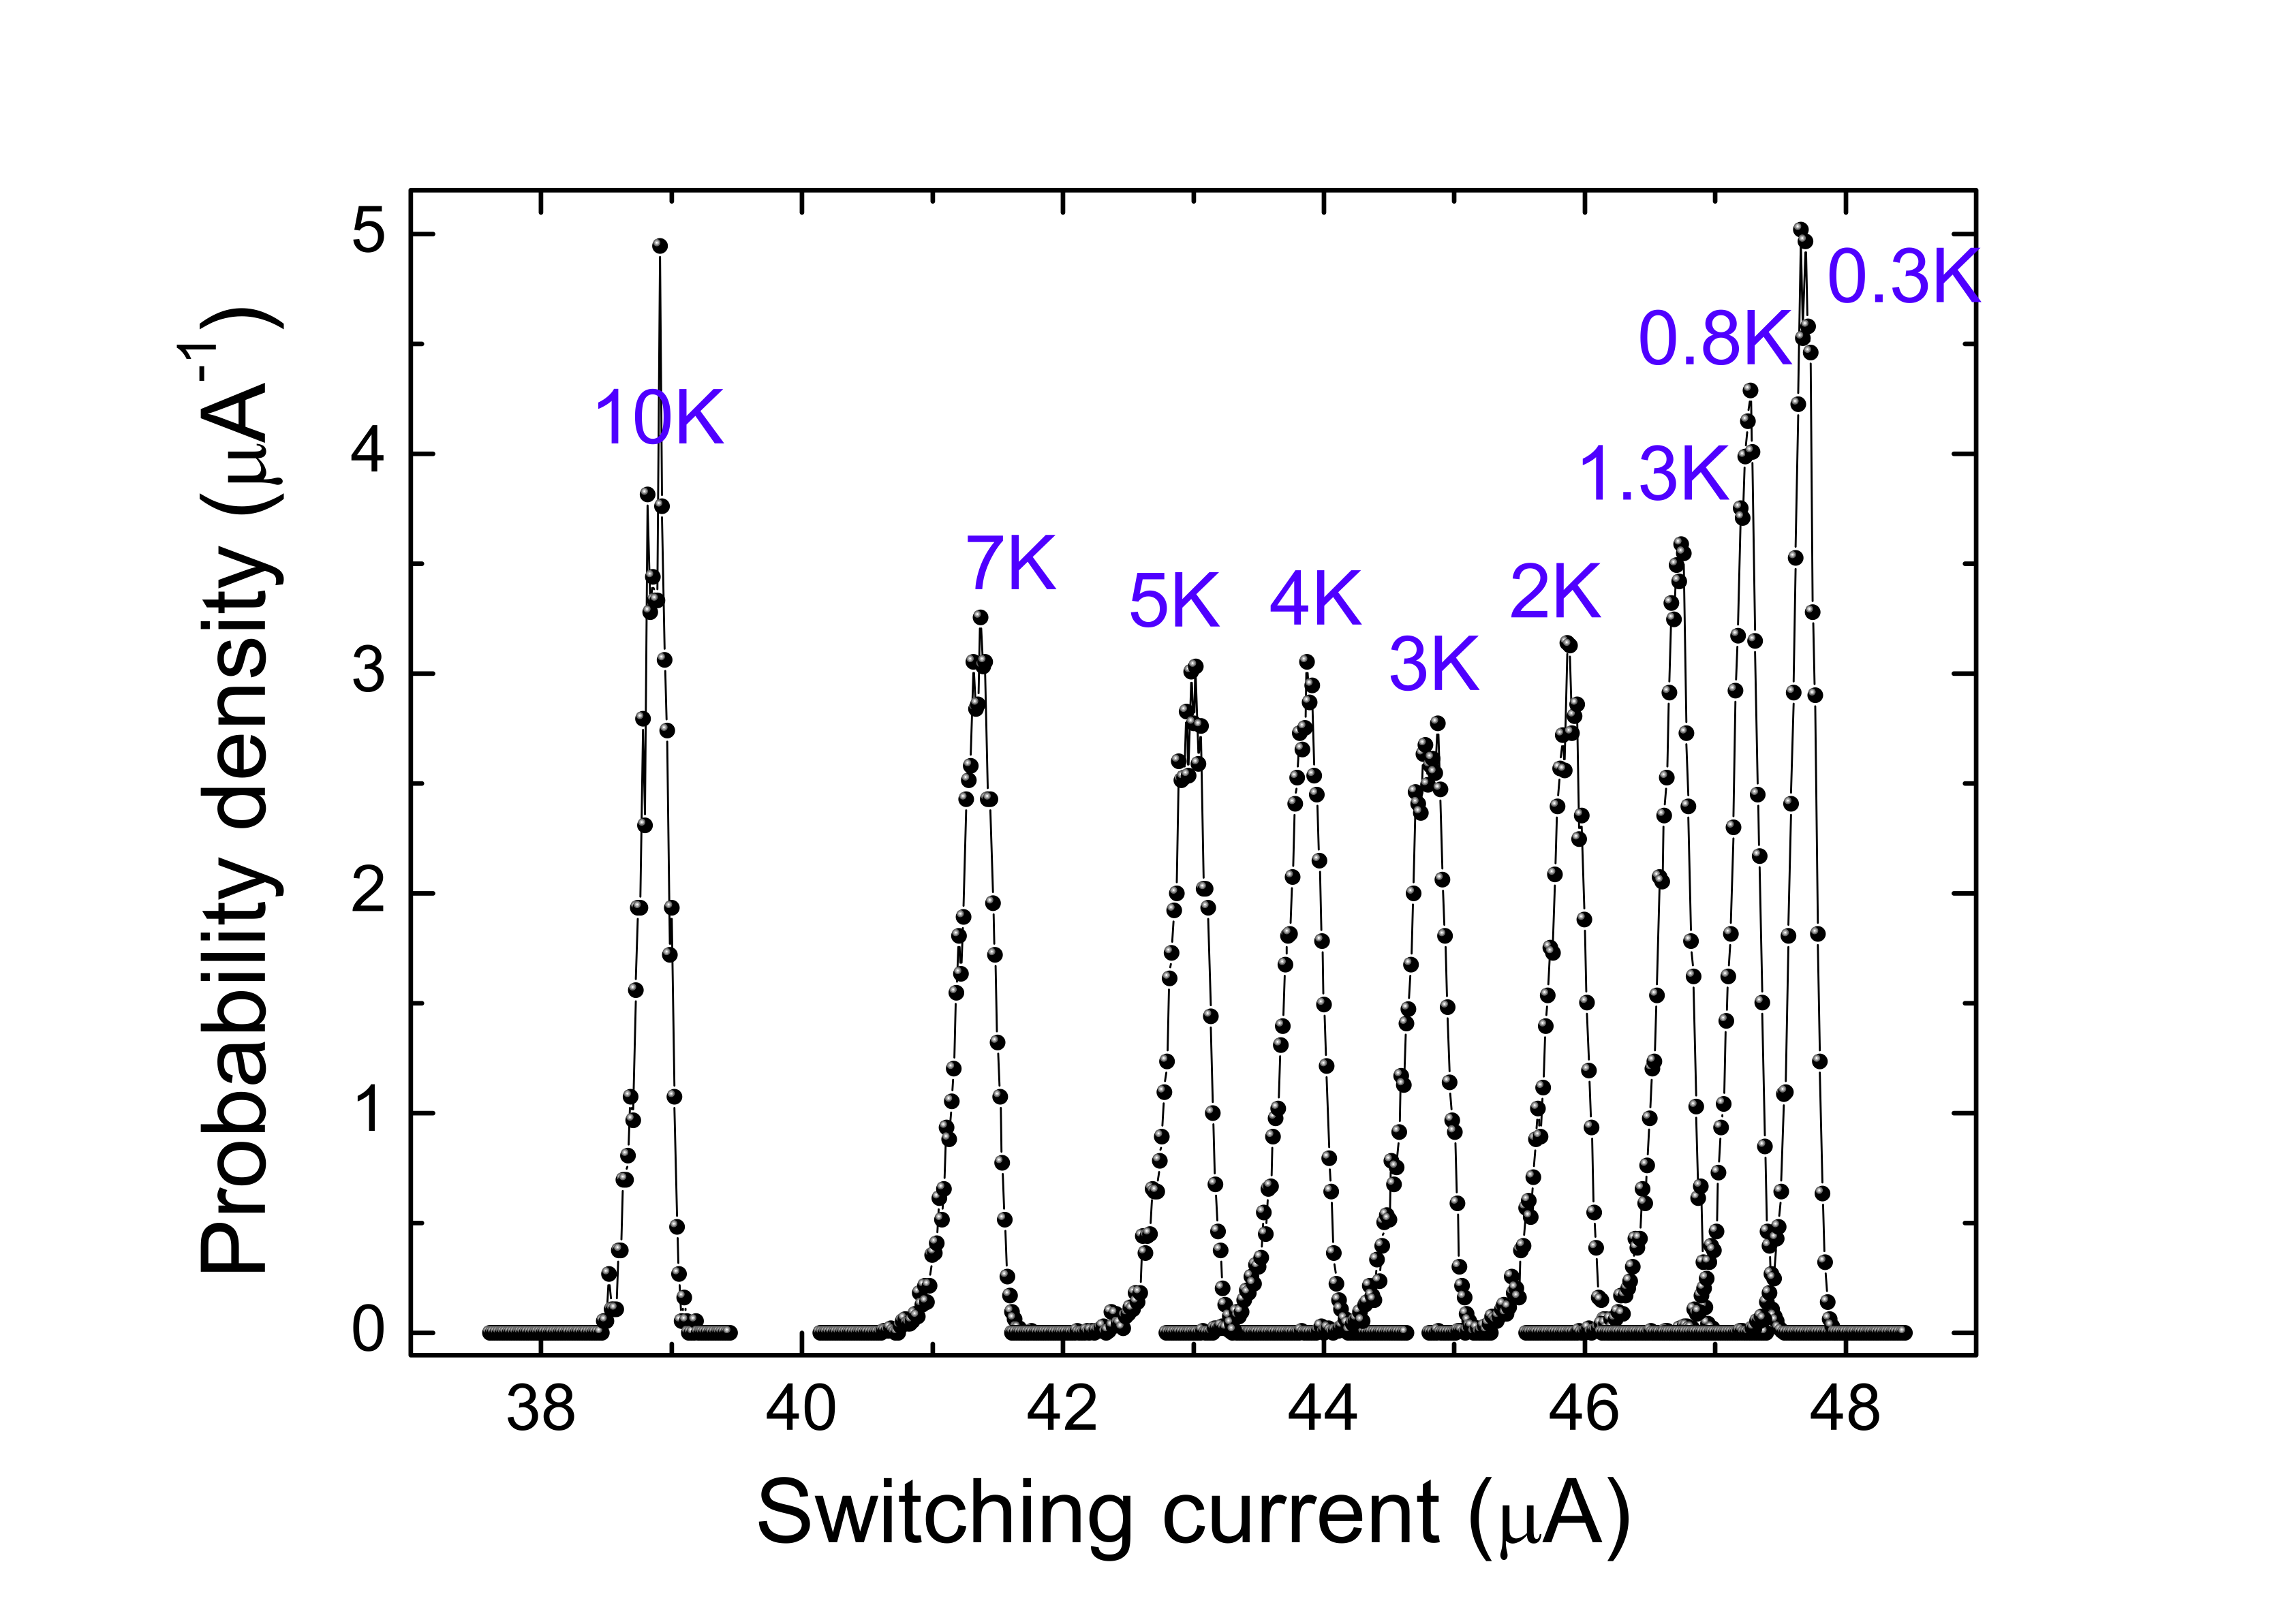 Probability density (μA⁻¹)
5
4
3
2
1
0
10K
7K
5K
4K
3K
2K
1.3K
0.8K
0.3K
38 40 42 44 46 48
Switching current (μA)